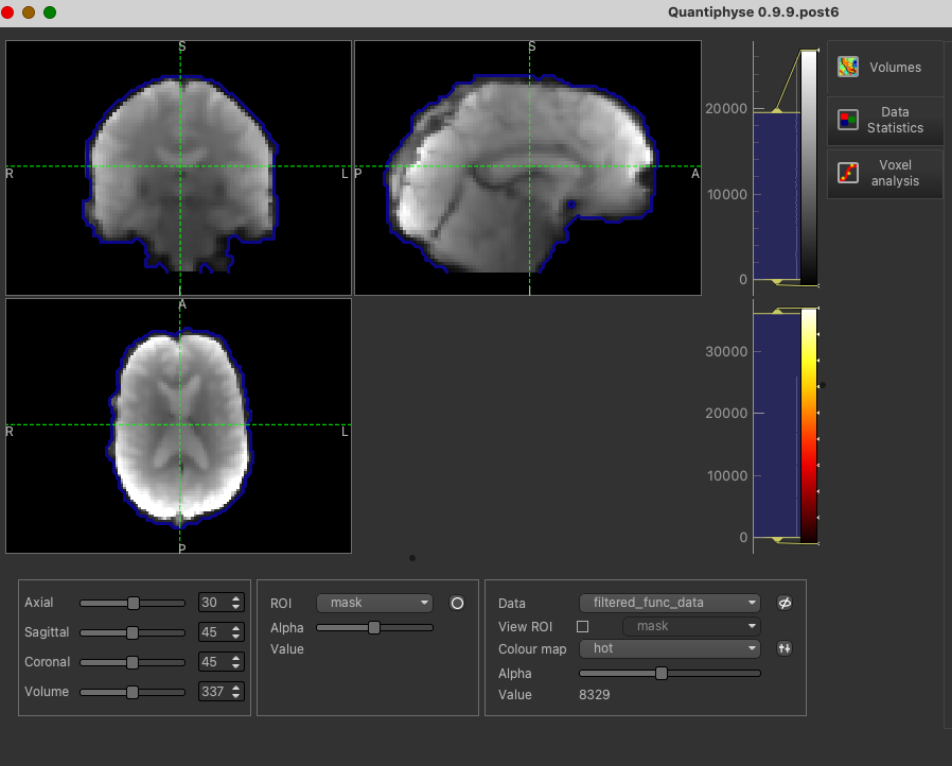 Quantiphyse 0.9.9.post6
S
R
L
S
P
A
I
I
20000
10000
0
Volumes
Data
Statistics
Voxel
analysis
A
R
L
P
30000
20000
10000
0
Axial
30
Sagittal
45
Coronal
45
Volume
337
ROI
mask
Alpha
Value
Data
filtered_func_data
View ROI
mask
Colour map
hot
Alpha
Value
8329